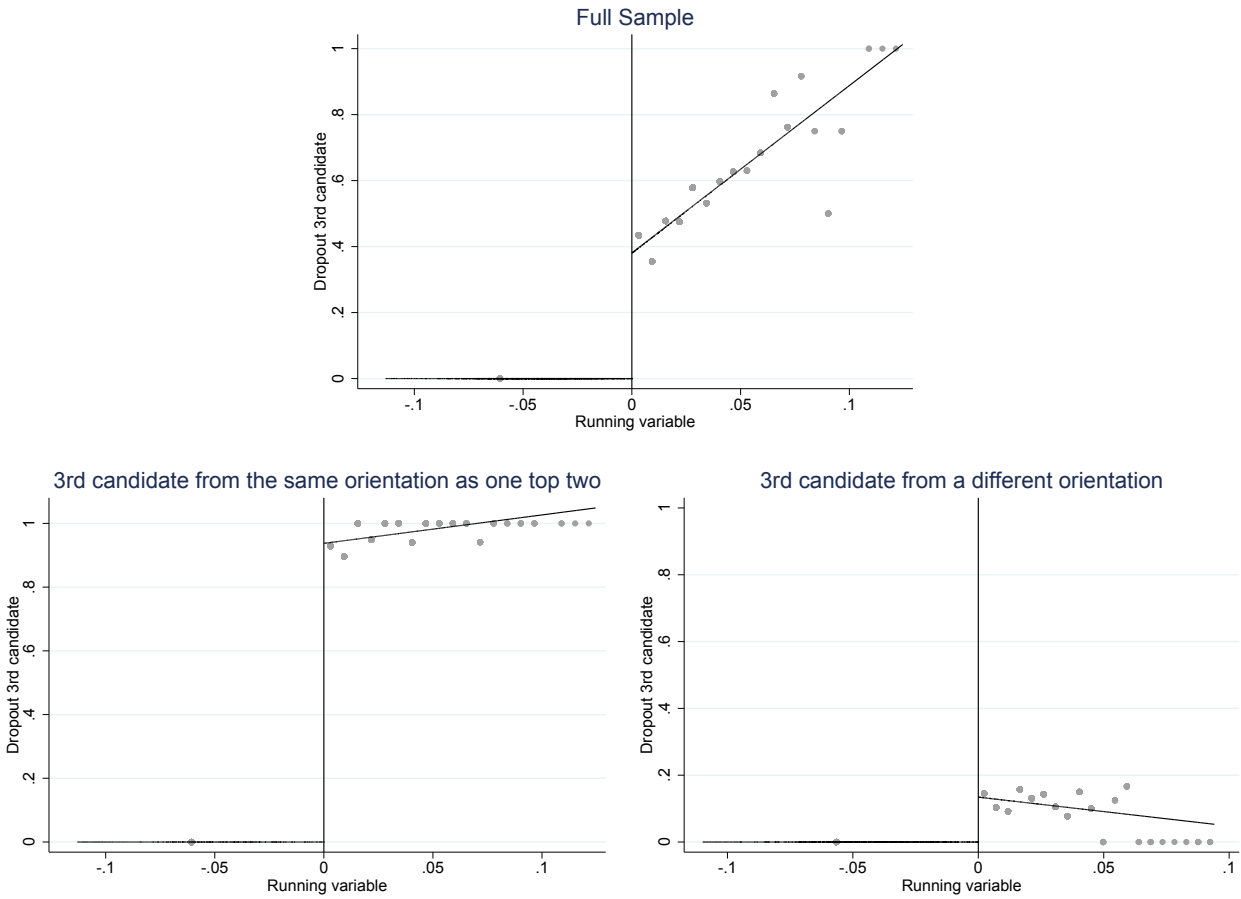 Full Sample
Dropout 3rd candidate
1
.8
.6
.4
.2
0
-.1 -.05 0 .05 .1
Running variable
3rd candidate from the same orientation as one top two
Dropout 3rd candidate
1
.8
.6
.4
.2
0
-.1 -.05 0 .05 .1
Running variable
3rd candidate from a different orientation
Dropout 3rd candidate
1
.8
.6
.4
.2
0
-.1 -.05 0 .05 .1
Running variable